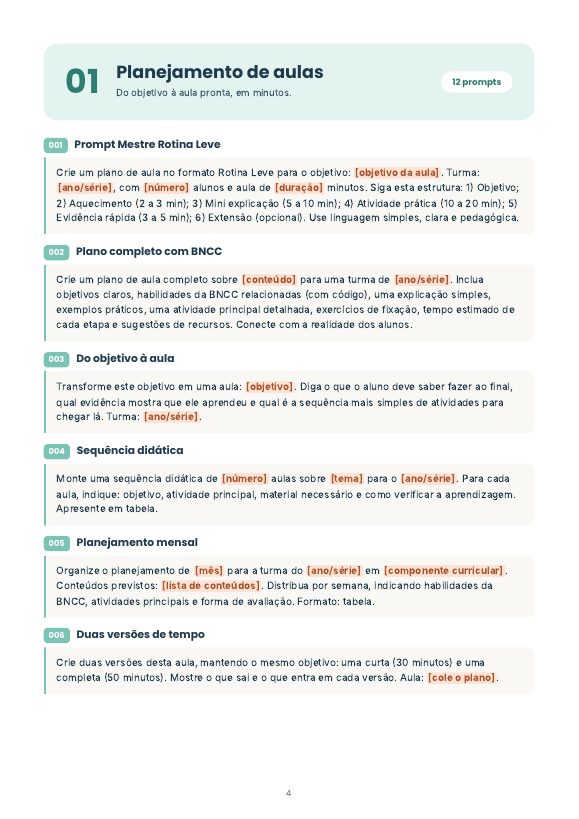 01
Planejamento de aulas
Do objetivo à aula pronta, em minutos.
12 prompts
001 Prompt Mestre Rotina Leve
Crie um plano de aula no formato Rotina Leve para o objetivo: [objetivo da aula]. Turma:
[ano/série], com [número] alunos e aula de [duração] minutos. Siga esta estrutura: 1) Objetivo;
2) Aquecimento (2 a 3 min); 3) Mini explicação (5 a 10 min); 4) Atividade prática (10 a 20 min); 5)
Evidência rápida (3 a 5 min); 6) Extensão (opcional). Use linguagem simples, clara e pedagógica.
002 Plano completo com BNCC
Crie um plano de aula completo sobre [conteúdo] para uma turma de [ano/série]. Inclua
objetivos claros, habilidades da BNCC relacionadas (com código), uma explicação simples,
exemplos práticos, uma atividade principal detalhada, exercícios de fixação, tempo estimado de
cada etapa e sugestões de recursos. Conecte com a realidade dos alunos.
003 Do objetivo à aula
Transforme este objetivo em uma aula: [objetivo]. Diga o que o aluno deve saber fazer ao final,
qual evidência mostra que ele aprendeu e qual é a sequência mais simples de atividades para
chegar lá. Turma: [ano/série].
004 Sequência didática
Monte uma sequência didática de [número] aulas sobre [tema] para o [ano/série]. Para cada
aula, indique: objetivo, atividade principal, material necessário e como verificar a aprendizagem.
Apresente em tabela.
005 Planejamento mensal
Organize o planejamento de [mês] para a turma do [ano/série] em [componente curricular].
Conteúdos previstos: [lista de conteúdos]. Distribua por semana, indicando habilidades da
BNCC, atividades principais e forma de avaliação. Formato: tabela.
006 Duas versões de tempo
Crie duas versões desta aula, mantendo o mesmo objetivo: uma curta (30 minutos) e uma
completa (50 minutos). Mostre o que sai e o que entra em cada versão. Aula: [cole o plano].
4